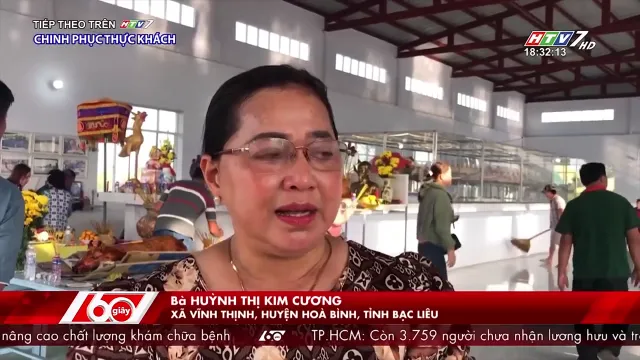 TIẾP THEO TRÊN HTV7
CHINH PHỤC THỰC KHÁCH
HTV7 HD
18:32:13
60 giây
Bà HUỲNH THỊ KIM CƯƠNG
XÃ VĨNH THỊNH, HUYỆN HOÀ BÌNH, TỈNH BẠC LIÊU
nâng cao chất lượng khám chữa bệnh TP.HCM: Còn 3.759 người chưa nhận lương hưu và tr